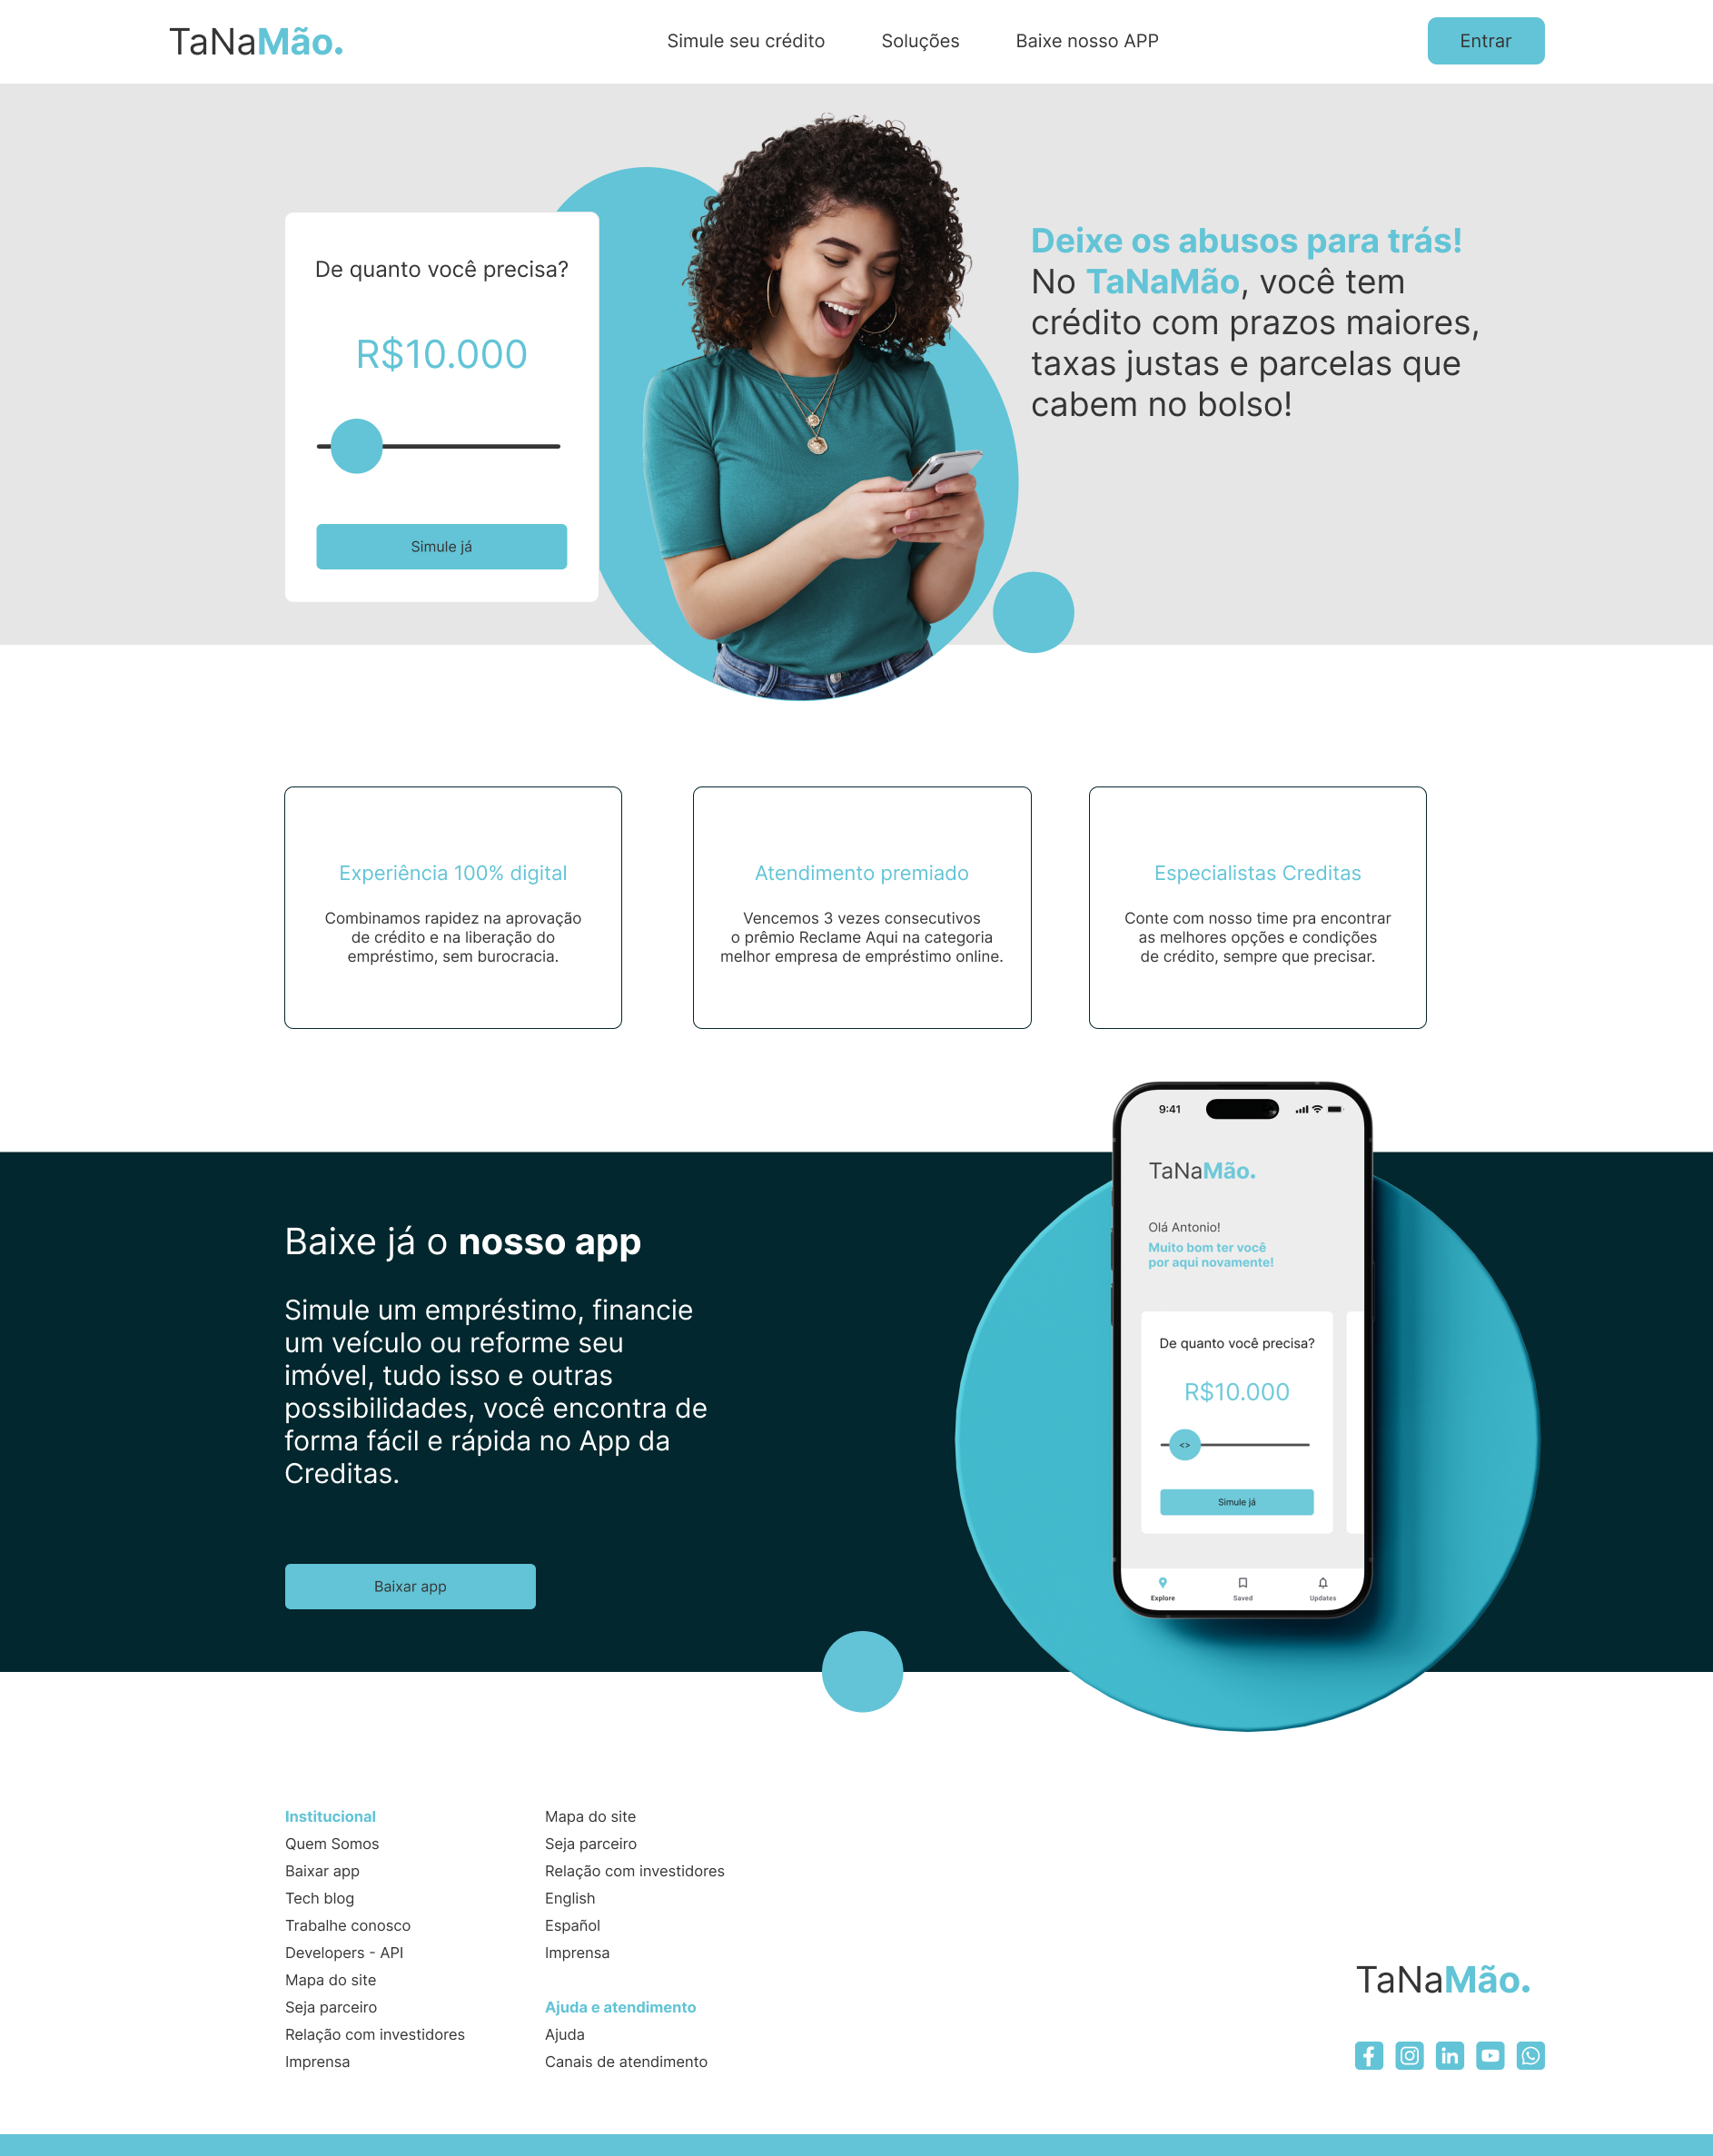 TaNaMão.
Simule seu crédito
Soluções
Baixe nosso APP
Entrar
De quanto você precisa?
R$10.000
Simule já
Deixe os abusos para trás!
No TaNaMão, você tem
crédito com prazos maiores,
taxas justas e parcelas que
cabem no bolso!
Experiência 100% digital
Combinamos rapidez na aprovação
de crédito e na liberação do
empréstimo, sem burocracia.
Atendimento premiado
Vencemos 3 vezes consecutivos
o prêmio Reclame Aqui na categoria
melhor empresa de empréstimo online.
Especialistas Creditas
Conte com nosso time pra encontrar
as melhores opções e condições
de crédito, sempre que precisar.
Baixe já o nosso app
Simule um empréstimo, financie
um veículo ou reforme seu
imóvel, tudo isso e outras
possibilidades, você encontra de
forma fácil e rápida no App da
Creditas.
Baixar app
9:41
TaNaMão.
Olá Antonio!
Muito bom ter você
por aqui novamente!
De quanto você precisa?
R$10.000
<>
Simule já
Explore
Saved
Updates
Institucional
Quem Somos
Baixar app
Tech blog
Trabalhe conosco
Developers - API
Mapa do site
Seja parceiro
Relação com investidores
Imprensa
Mapa do site
Seja parceiro
Relação com investidores
English
Español
Imprensa
Ajuda e atendimento
Ajuda
Canais de atendimento
TaNaMão.